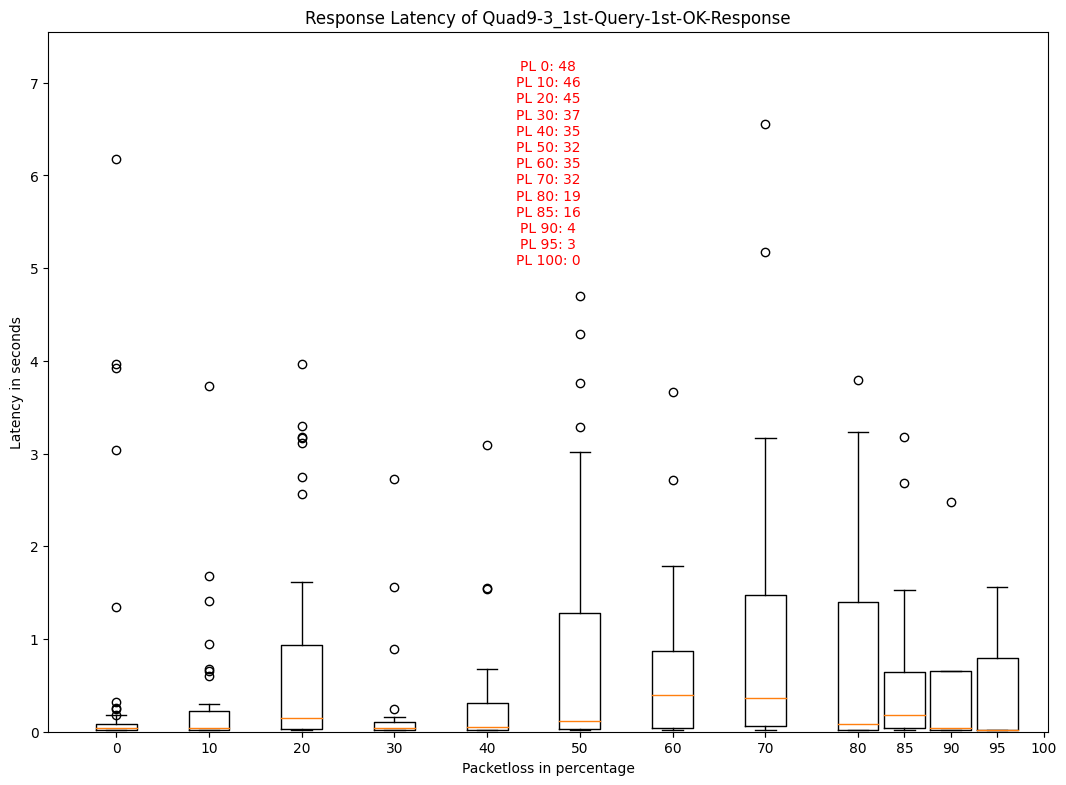 Response Latency of Quad9-3_1st-Query-1st-OK-Response
PL 0: 48
PL 10: 46
PL 20: 45
PL 30: 37
PL 40: 35
PL 50: 32
PL 60: 35
PL 70: 32
PL 80: 19
PL 85: 16
PL 90: 4
PL 95: 3
PL 100: 0
Latency in seconds
7
6
5
4
3
2
1
0
0 10 20 30 40 50 60 70 80 85 90 95 100
Packetloss in percentage